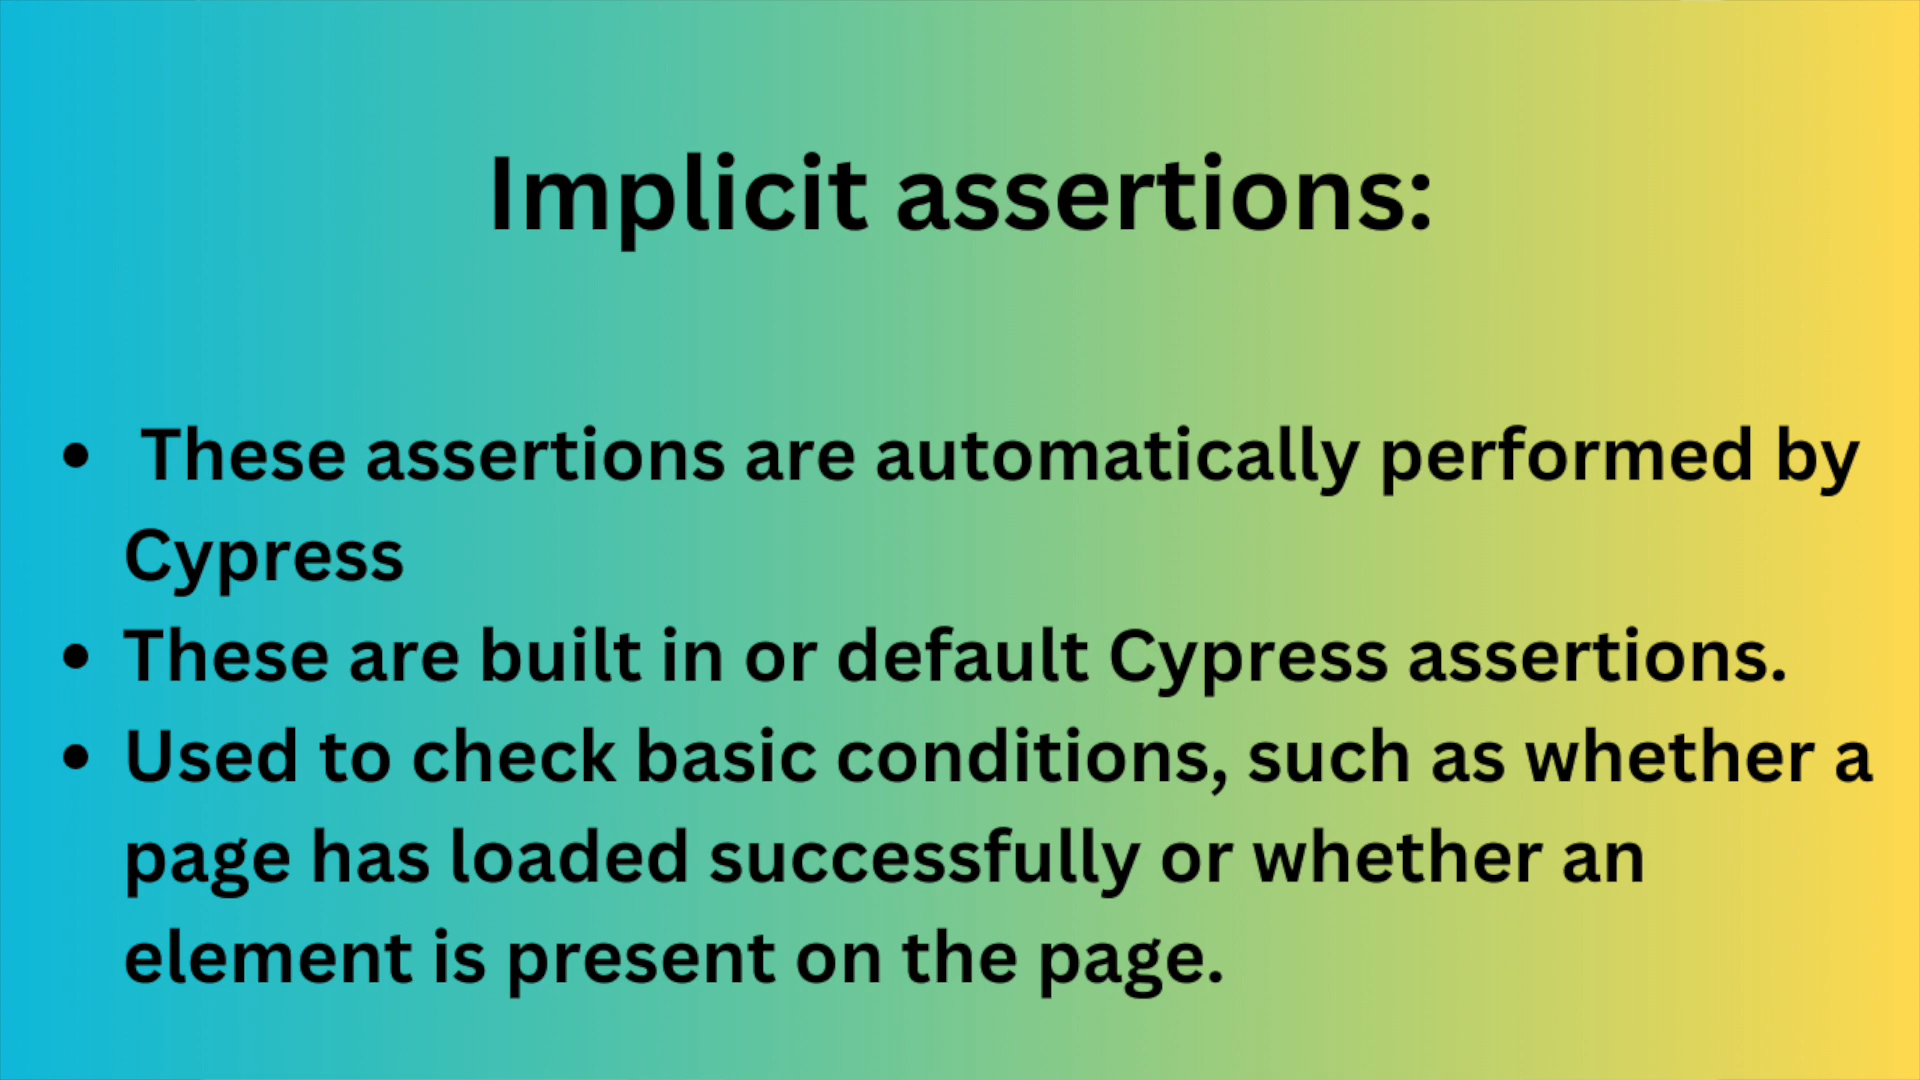 Implicit assertions:
• These assertions are automatically performed by
Cypress
• These are built in or default Cypress assertions.
• Used to check basic conditions, such as whether a
page has loaded successfully or whether an
element is present on the page.